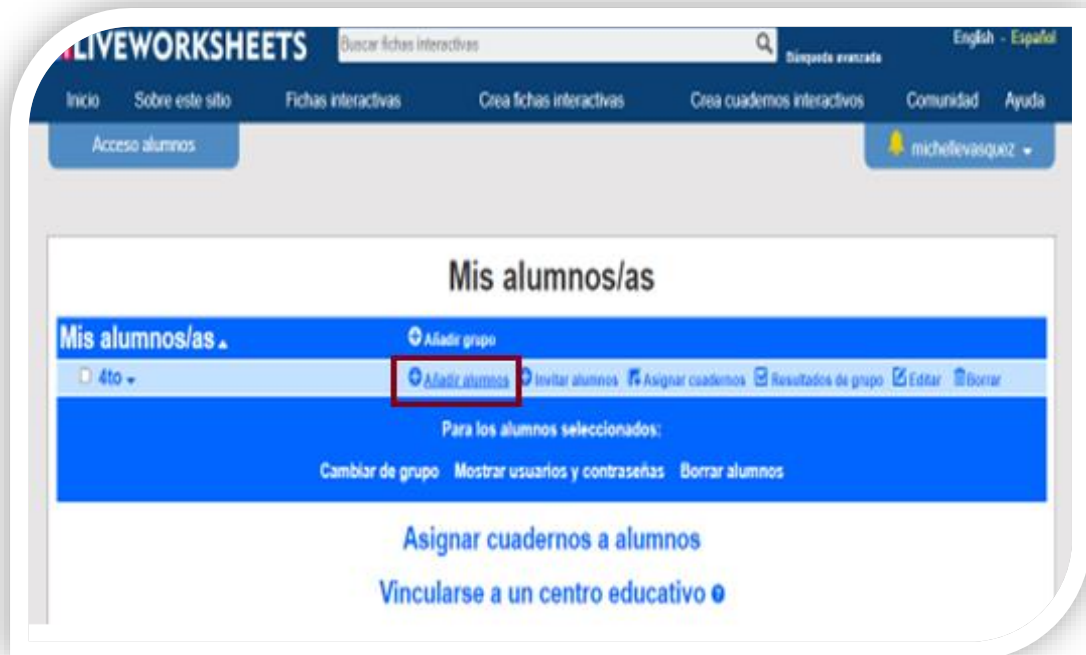 LIVEWORKSHEETS
Buscar fichas interactivas
Búsqueda avanzada
English - Español
Inicio Sobre este sitio Fichas interactivas Crea fichas interactivas Crea cuadernos interactivos Comunidad Ayuda
Acceso alumnos
michellevasquez
Mis alumnos/as
Mis alumnos/as Añadir grupo
4to Añadir alumnos Invitar alumnos Asignar cuadernos Resultados de grupo Editar Borrar
Para los alumnos seleccionados:
Cambiar de grupo Mostrar usuarios y contraseñas Borrar alumnos
Asignar cuadernos a alumnos
Vincularse a un centro educativo ?